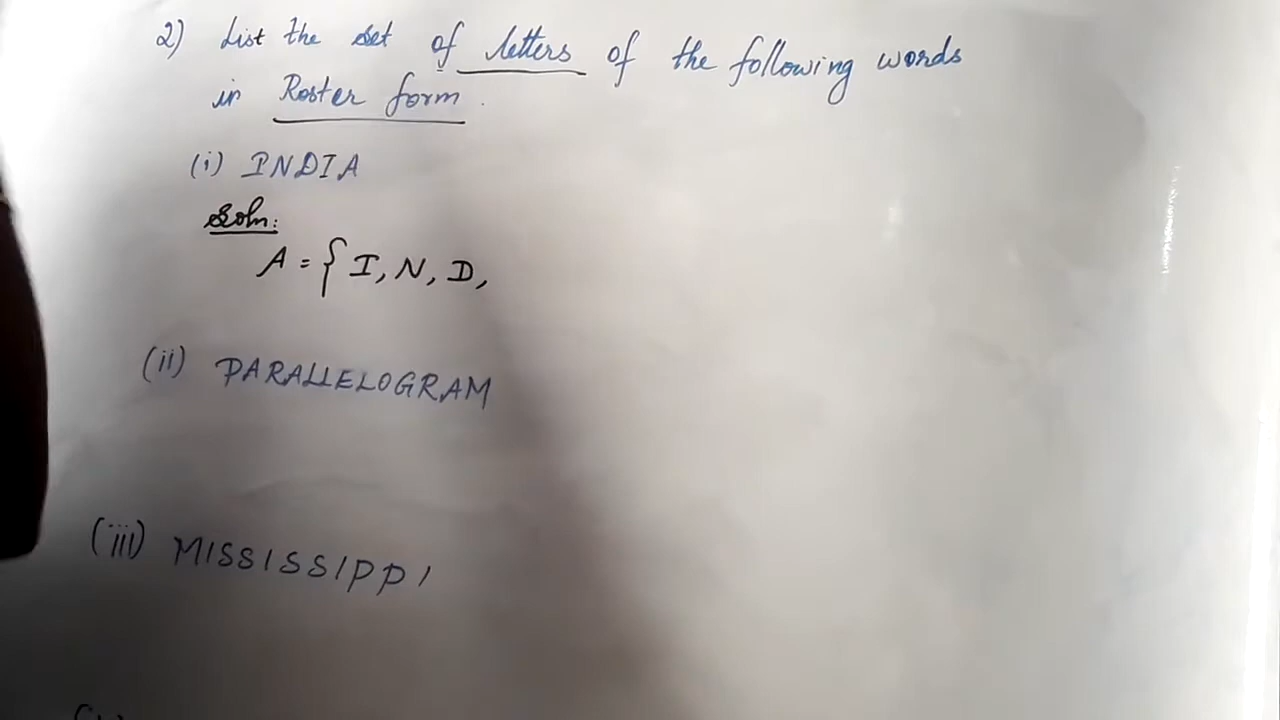 2) List the set of letters of the following words
in Roster form.
(i) INDIA
Soln:
A = { I, N, D,
(ii) PARALLELOGRAM
(iii) MISSISSIPPI